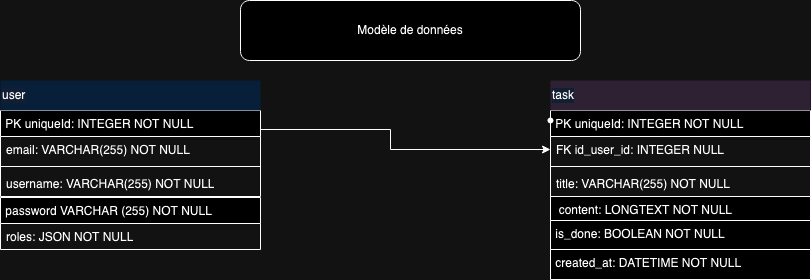 Modèle de données
user
PK uniqueId: INTEGER NOT NULL
email: VARCHAR(255) NOT NULL
username: VARCHAR(255) NOT NULL
password VARCHAR (255) NOT NULL
roles: JSON NOT NULL
task
PK uniqueId: INTEGER NOT NULL
FK id_user_id: INTEGER NULL
title: VARCHAR(255) NOT NULL
content: LONGTEXT NOT NULL
is_done: BOOLEAN NOT NULL
created_at: DATETIME NOT NULL